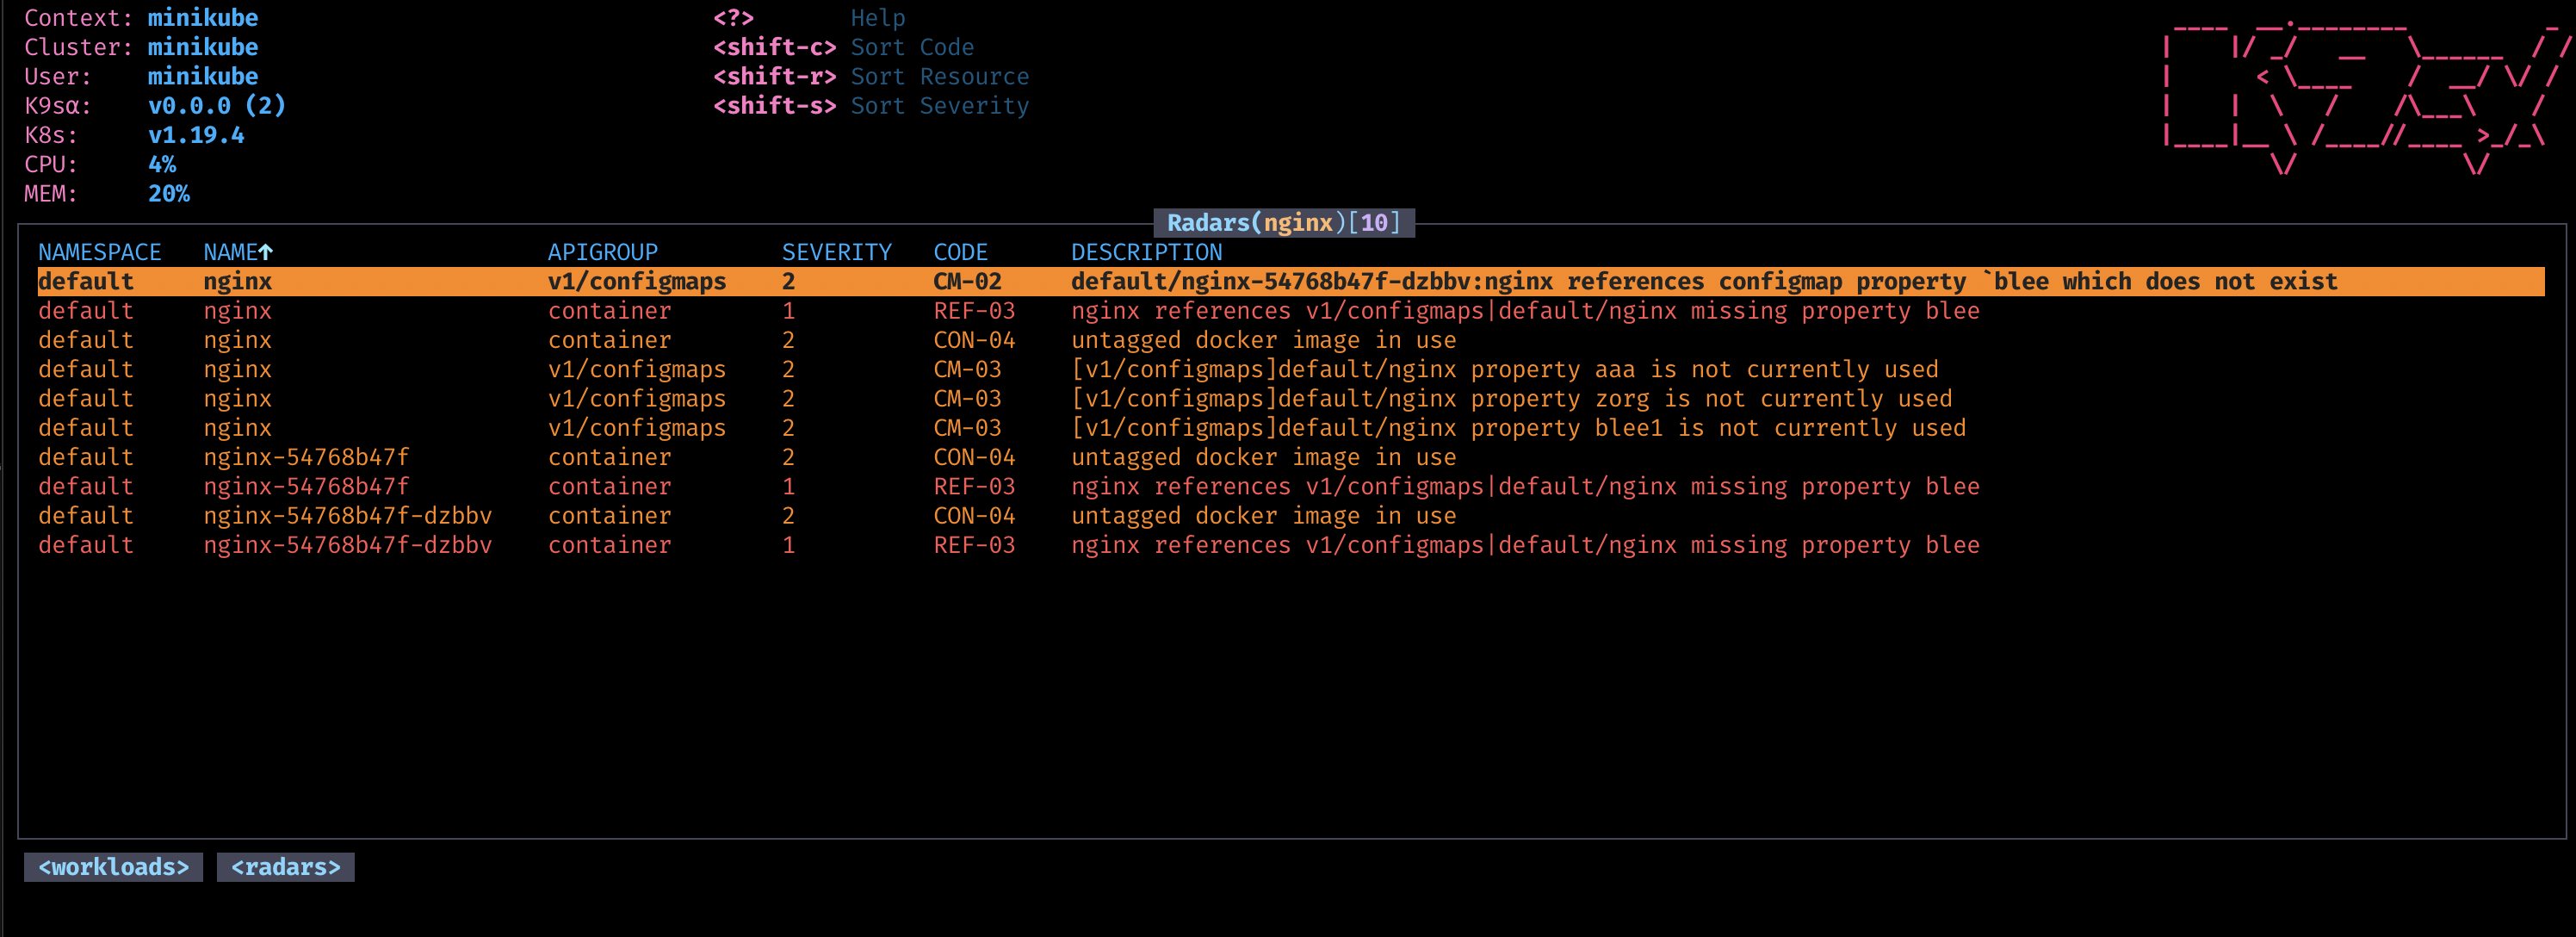 Context: minikube <?> Help
Cluster: minikube <shift-c> Sort Code
User: minikube <shift-r> Sort Resource
K9sα: v0.0.0 (2) <shift-s> Sort Severity
K8s: v1.19.4
CPU: 4%
MEM: 20%
Radars(nginx)[10]
NAMESPACE NAME↑ APIGROUP SEVERITY CODE DESCRIPTION
default nginx v1/configmaps 2 CM-02 default/nginx-54768b47f-dzbbv:nginx references configmap property `blee which does not exist
default nginx container 1 REF-03 nginx references v1/configmaps|default/nginx missing property blee
default nginx container 2 CON-04 untagged docker image in use
default nginx v1/configmaps 2 CM-03 [v1/configmaps]default/nginx property aaa is not currently used
default nginx v1/configmaps 2 CM-03 [v1/configmaps]default/nginx property zorg is not currently used
default nginx v1/configmaps 2 CM-03 [v1/configmaps]default/nginx property blee1 is not currently used
default nginx-54768b47f container 2 CON-04 untagged docker image in use
default nginx-54768b47f container 1 REF-03 nginx references v1/configmaps|default/nginx missing property blee
default nginx-54768b47f-dzbbv container 2 CON-04 untagged docker image in use
default nginx-54768b47f-dzbbv container 1 REF-03 nginx references v1/configmaps|default/nginx missing property blee
<workloads> <radars>